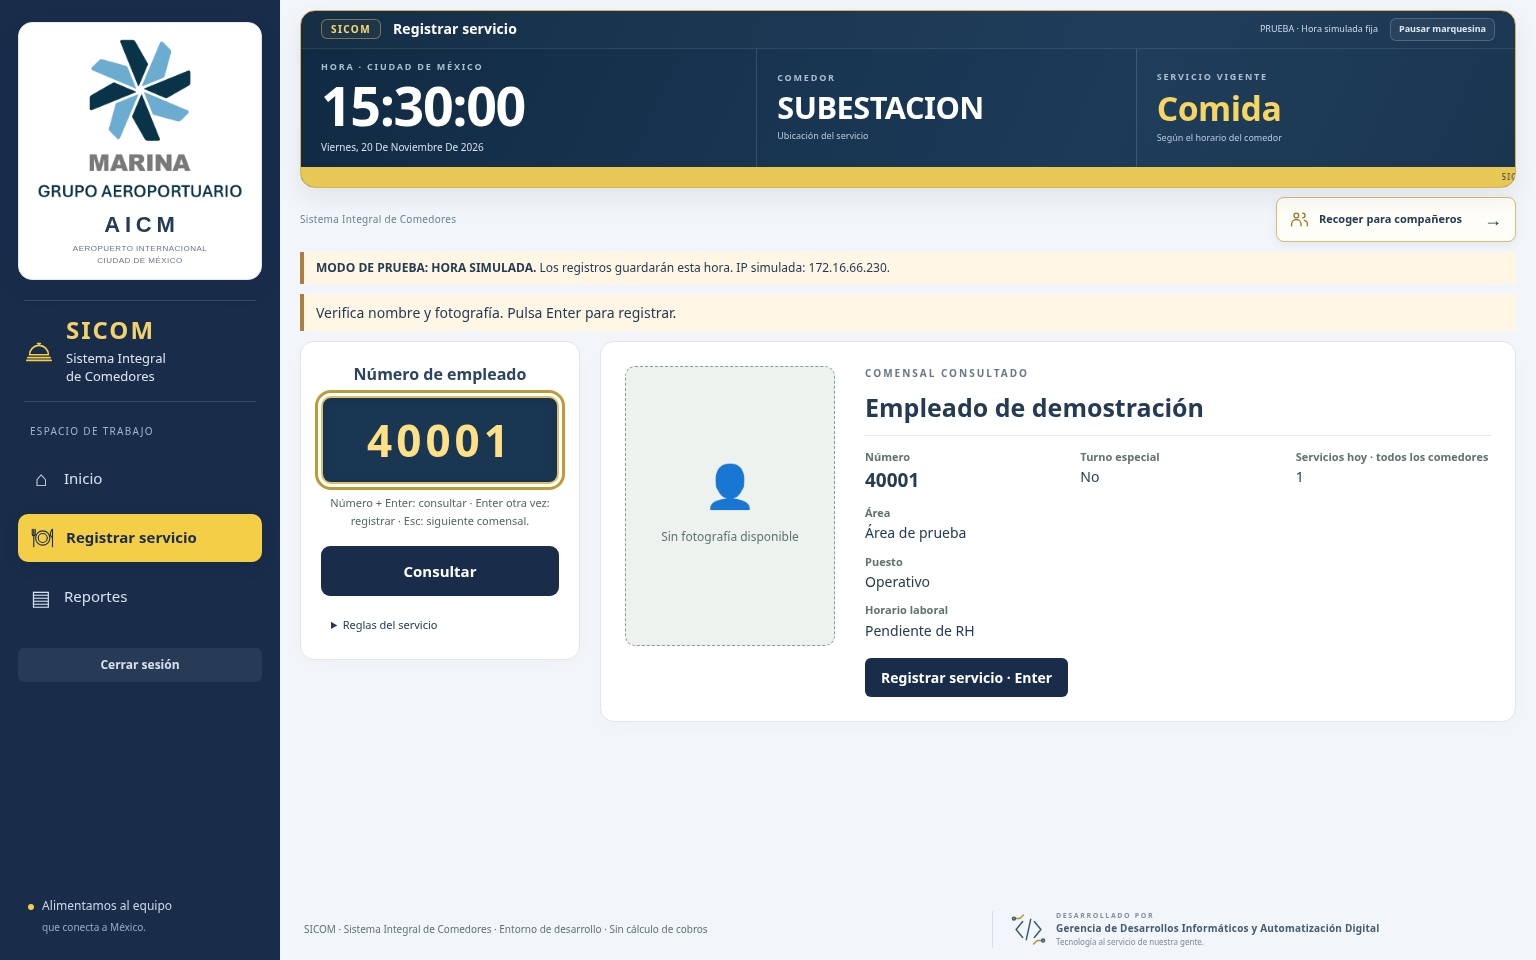 MARINA
GRUPO AEROPORTUARIO
AICM
AEROPUERTO INTERNACIONAL
CIUDAD DE MÉXICO
SICOM
Sistema Integral
de Comedores
ESPACIO DE TRABAJO
Inicio
Registrar servicio
Reportes
Cerrar sesión
Alimentamos al equipo
que conecta a México.
SICOM Registrar servicio
PRUEBA · Hora simulada fija
Pausar marquesina
HORA · CIUDAD DE MÉXICO
15:30:00
Viernes, 20 De Noviembre De 2026
COMEDOR
SUBESTACION
Ubicación del servicio
SERVICIO VIGENTE
Comida
Según el horario del comedor
Sistema Integral de Comedores
Recoger para compañeros →
MODO DE PRUEBA: HORA SIMULADA. Los registros guardarán esta hora. IP simulada: 172.16.66.230.
Verifica nombre y fotografía. Pulsa Enter para registrar.
Número de empleado
40001
Número + Enter: consultar · Enter otra vez:
registrar · Esc: siguiente comensal.
Consultar
Reglas del servicio
Sin fotografía disponible
COMENSAL CONSULTADO
Empleado de demostración
Número
40001
Turno especial
No
Servicios hoy · todos los comedores
1
Área
Área de prueba
Puesto
Operativo
Horario laboral
Pendiente de RH
Registrar servicio · Enter
SICOM · Sistema Integral de Comedores · Entorno de desarrollo · Sin cálculo de cobros
DESARROLLADO POR
Gerencia de Desarrollos Informáticos y Automatización Digital
Tecnología al servicio de nuestra gente.